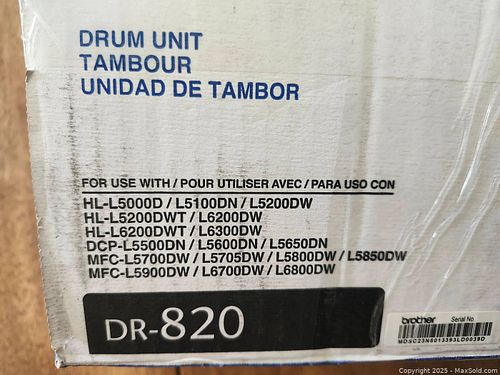 DRUM UNIT
TAMBOUR
UNIDAD DE TAMBOR
FOR USE WITH / POUR UTILISER AVEC / PARA USO CON
HL-L5000D / L5100DN / L5200DW
HL-L5200DWT / L6200DW
HL-L6200DWT / L6300DW
DCP-L5500DN / L5600DN / L5650DN
MFC-L5700DW / L5705DW / L5800DW / L5850DW
MFC-L5900DW / L6700DW / L6800DW
DR-820
brother Serial No.
Copyright 2025 - MaxSold.com